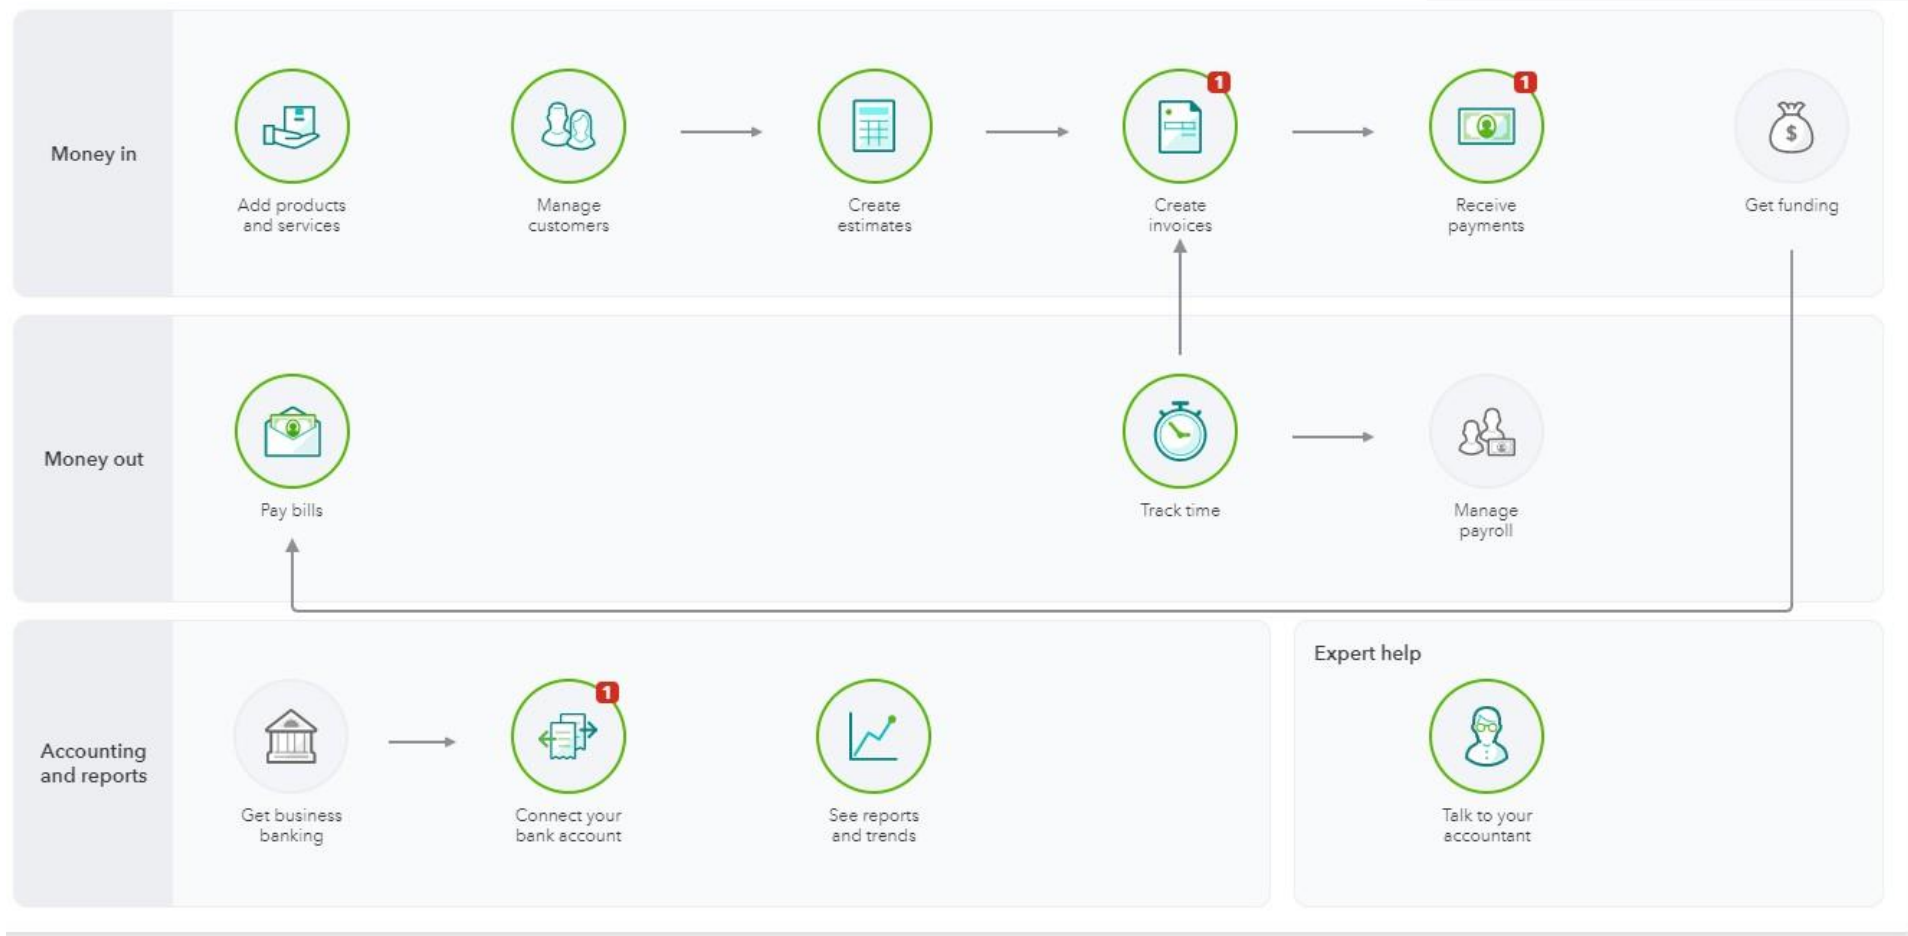 Money in
1
1
$
Add products
and services
Manage
customers
Create
estimates
Create
invoices
Receive
payments
Get funding
Money out
Pay bills
Track time
Manage
payroll
Accounting
and reports
1
Get business
banking
Connect your
bank account
See reports
and trends
Expert help
Talk to your
accountant